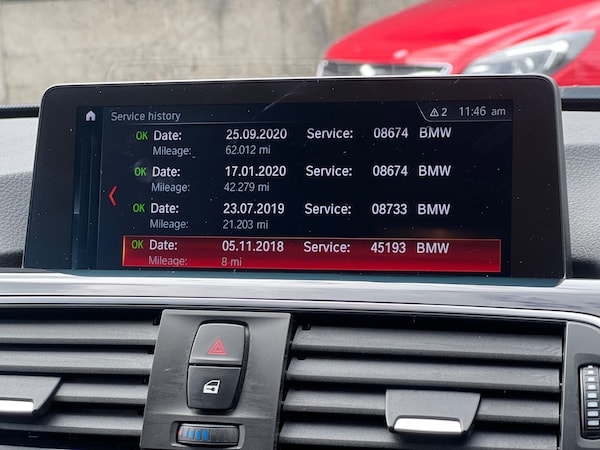 Service history
2 11:46 am
OK Date: 25.09.2020 Service: 08674 BMW
Mileage: 62.012 mi
OK Date: 17.01.2020 Service: 08674 BMW
Mileage: 42.279 mi
OK Date: 23.07.2019 Service: 08733 BMW
Mileage: 21.203 mi
OK Date: 05.11.2018 Service: 45193 BMW
Mileage: 8 mi